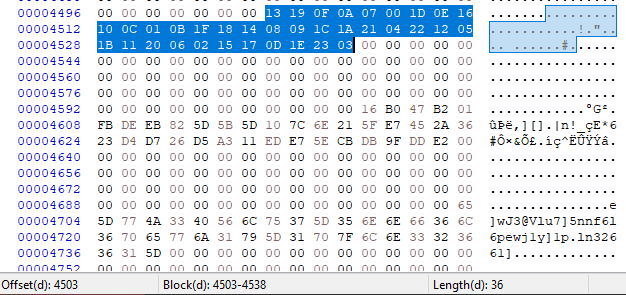 00004496 00 00 00 00 00 00 00 13 19 0F 0A 07 00 1D 0E 16 ................
00004512 10 0C 01 0B 1F 18 14 08 09 1C 1A 21 04 22 12 05 ...........!."..
00004528 1B 11 20 06 02 15 17 0D 1E 23 03 00 00 00 00 00 .. ......#......
00004544 00 00 00 00 00 00 00 00 00 00 00 00 00 00 00 00 ................
00004560 00 00 00 00 00 00 00 00 00 00 00 00 00 00 00 00 ................
00004576 00 00 00 00 00 00 00 00 00 00 00 00 00 00 00 00 ................
00004592 00 00 00 00 00 00 00 00 00 00 00 16 B0 47 B2 01 ............°G².
00004608 FB DE EB 82 5D 5B 5D 10 7C 6E 21 5F E7 45 2A 36 ûÞë‚][].|n!_çE*6
00004624 23 D4 D7 26 D5 A3 11 ED E7 5E CB DB 9F DD E2 00 #Ô×&Õ£.íç^ËÛŸÝâ.
00004640 00 00 00 00 00 00 00 00 00 00 00 00 00 00 00 00 ................
00004656 00 00 00 00 00 00 00 00 00 00 00 00 00 00 00 00 ................
00004672 00 00 00 00 00 00 00 00 00 00 00 00 00 00 00 00 ................
00004688 00 00 00 00 00 00 00 00 00 00 00 00 00 00 00 65 ...............e
00004704 5D 77 4A 33 40 56 6C 75 37 5D 35 6E 6E 66 36 6C ]wJ3@Vlu7]5nnf6l
00004720 36 70 65 77 6A 31 79 5D 31 70 7F 6C 6E 33 32 36 6pewj1y]1p.ln326
00004736 36 31 5D 00 00 00 00 00 00 00 00 00 00 00 00 00 61].............
00004752 00 00 00 00 00 00 00 00 00 00 00 00 00 00 00 00
Offset(d): 4503 Block(d): 4503-4538 Length(d): 36